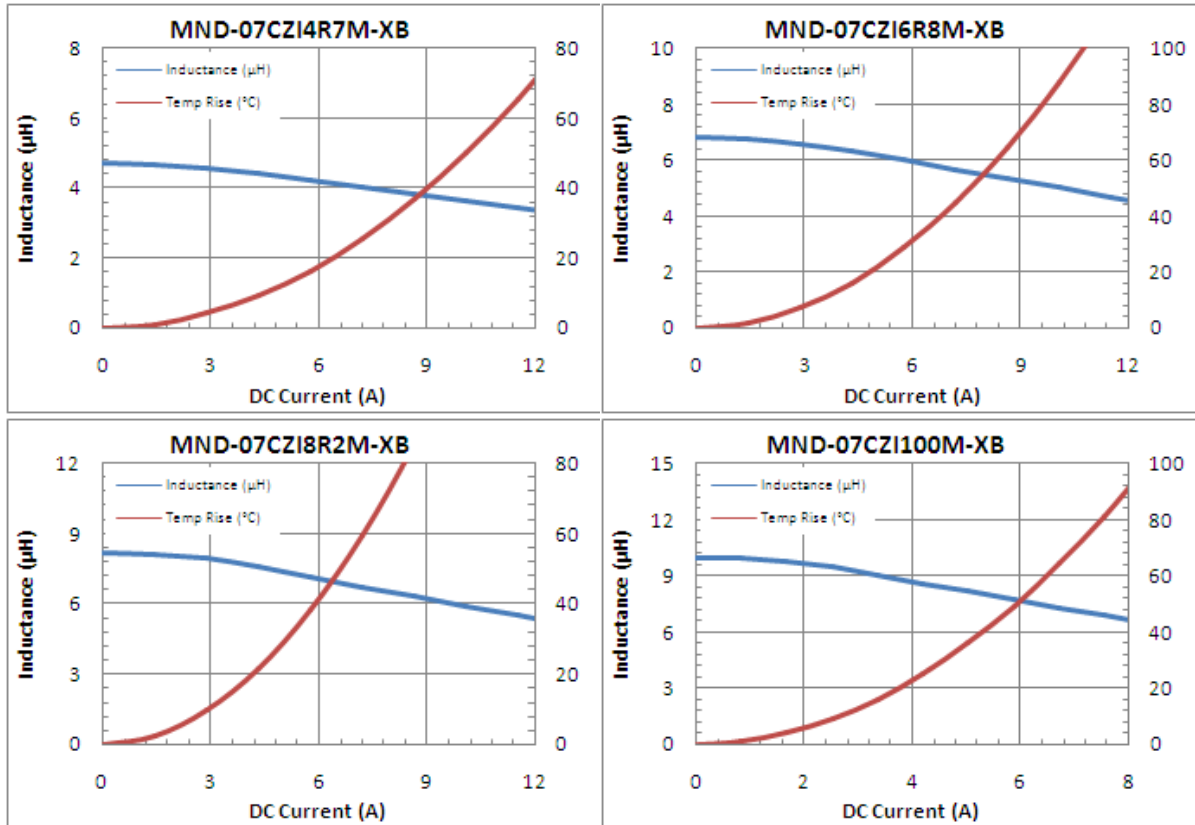 MND-07CZI4R7M-XB
Inductance (µH)
Temp Rise (°C)
Inductance (µH)
8
6
4
2
0
80
60
40
20
0
0 3 6 9 12
DC Current (A)
MND-07CZI6R8M-XB
Inductance (µH)
Temp Rise (°C)
Inductance (µH)
10
8
6
4
2
0
100
80
60
40
20
0
0 3 6 9 12
DC Current (A)
MND-07CZI8R2M-XB
Inductance (µH)
Temp Rise (°C)
Inductance (µH)
12
9
6
3
0
80
60
40
20
0
0 3 6 9 12
DC Current (A)
MND-07CZI100M-XB
Inductance (µH)
Temp Rise (°C)
Inductance (µH)
15
12
9
6
3
0
100
80
60
40
20
0
0 2 4 6 8
DC Current (A)